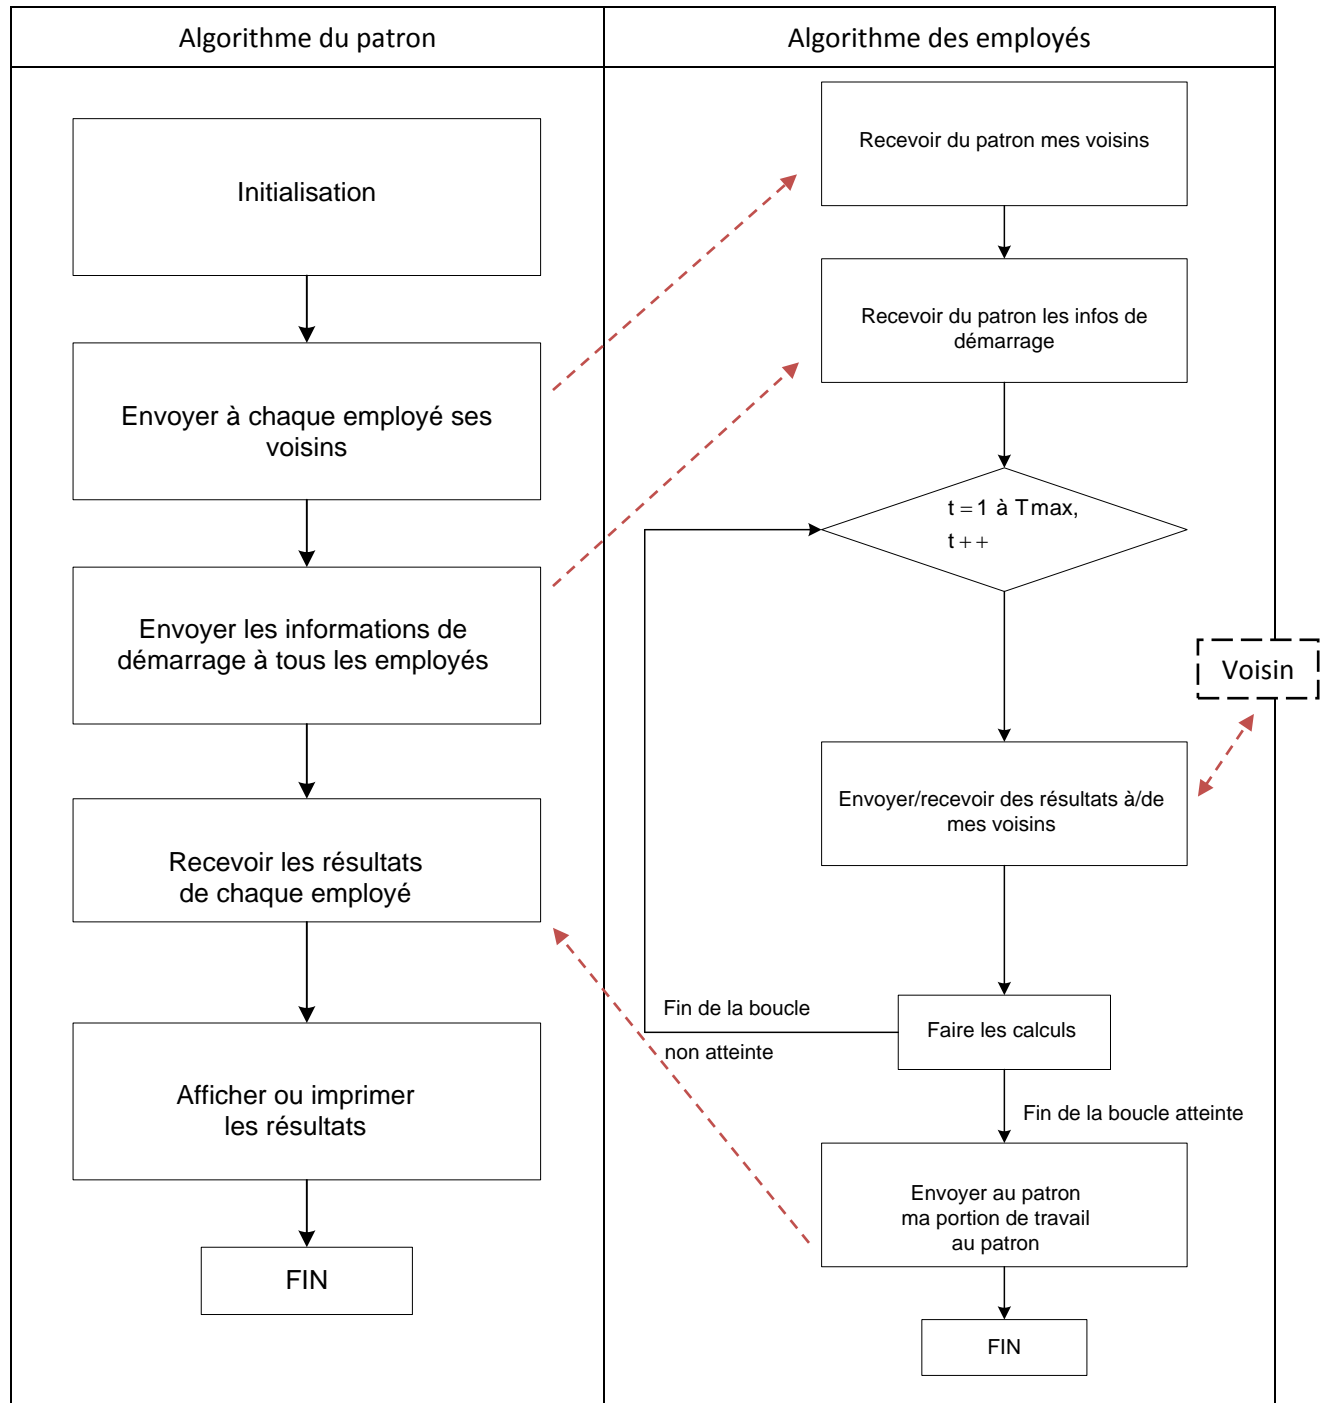 Algorithme du patron
Algorithme des employés
Initialisation
Envoyer à chaque employé ses
voisins
Envoyer les informations de
démarrage à tous les employés
Recevoir les résultats
de chaque employé
Afficher ou imprimer
les résultats
FIN
Recevoir du patron mes voisins
Recevoir du patron les infos de
démarrage
t = 1 à Tmax,
t + +
Voisin
Envoyer/recevoir des résultats à/de
mes voisins
Fin de la boucle
non atteinte
Faire les calculs
Fin de la boucle atteinte
Envoyer au patron
ma portion de travail
au patron
FIN